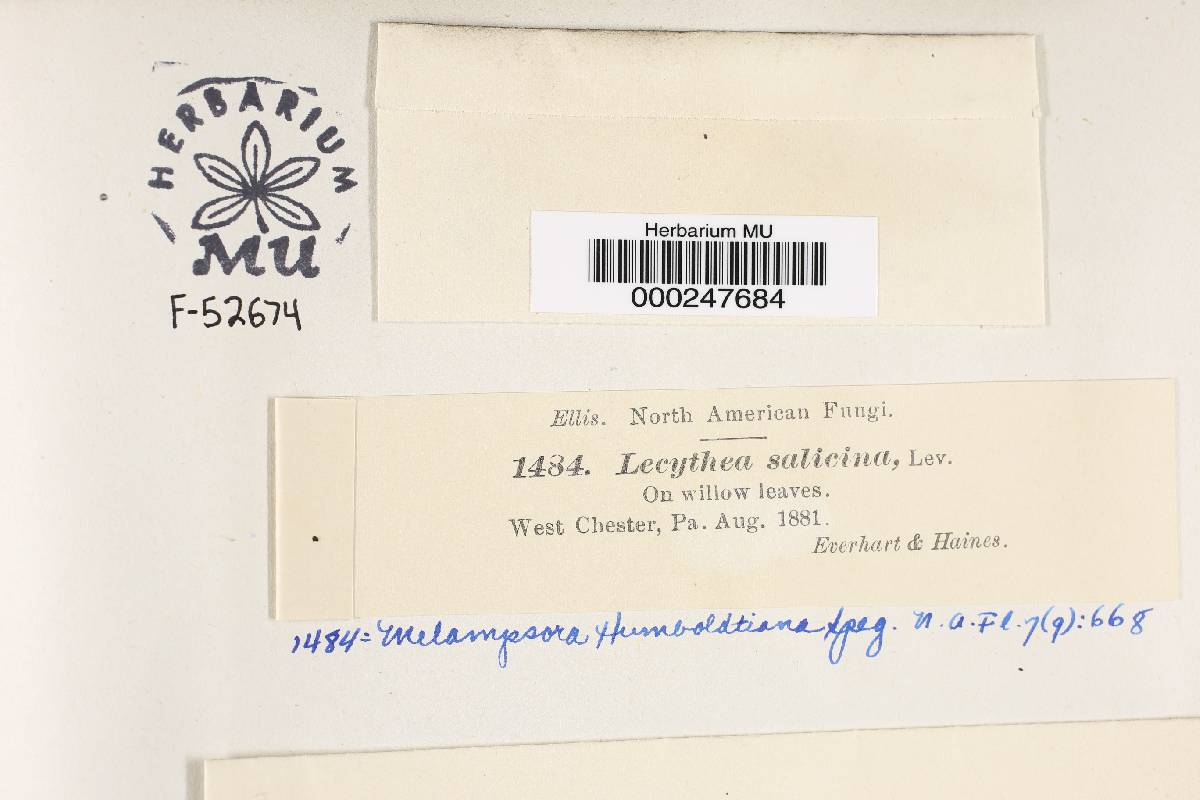 HERBARIUM
MU
F-52674
Herbarium MU
000247684
Ellis. North American Fungi.
1484. Lecythea salicina, Lev.
On willow leaves.
West Chester, Pa. Aug. 1881.
Everhart & Haines.
1484 = Melampsora Humboldtiana Speg. N. A. Fl. 7(9):668